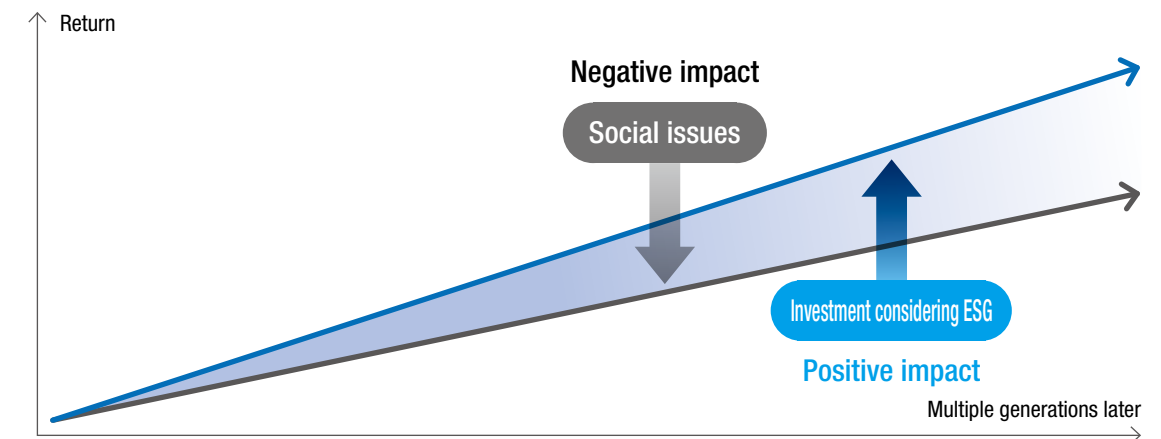 Return
Negative impact
Social issues
Investment considering ESG
Positive impact
Multiple generations later